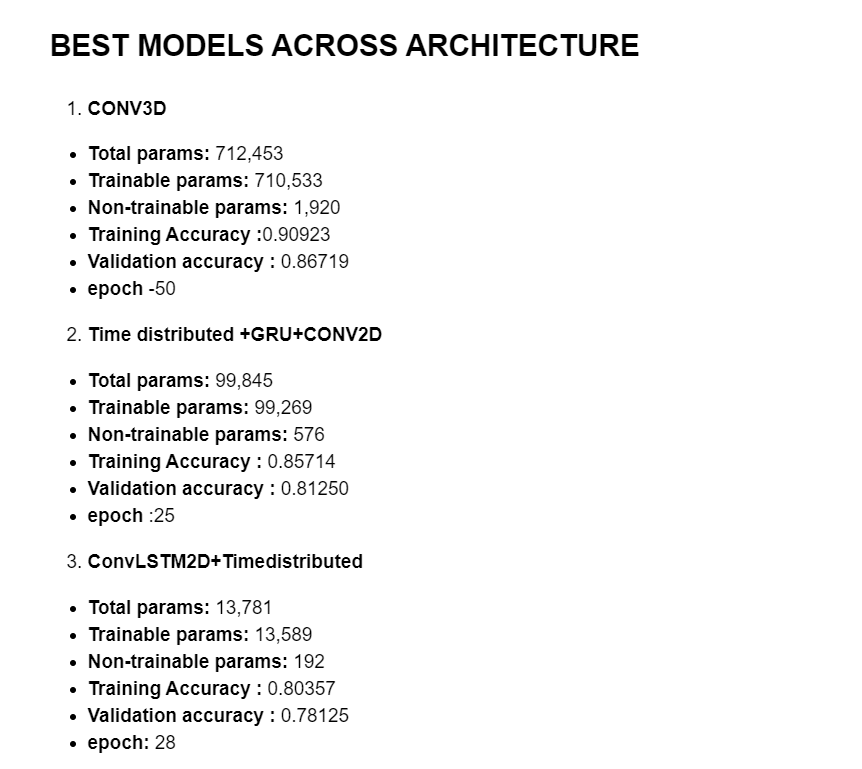 BEST MODELS ACROSS ARCHITECTURE
1. CONV3D
• Total params: 712,453
• Trainable params: 710,533
• Non-trainable params: 1,920
• Training Accuracy :0.90923
• Validation accuracy : 0.86719
• epoch -50
2. Time distributed +GRU+CONV2D
• Total params: 99,845
• Trainable params: 99,269
• Non-trainable params: 576
• Training Accuracy : 0.85714
• Validation accuracy : 0.81250
• epoch :25
3. ConvLSTM2D+Timedistributed
• Total params: 13,781
• Trainable params: 13,589
• Non-trainable params: 192
• Training Accuracy : 0.80357
• Validation accuracy : 0.78125
• epoch: 28